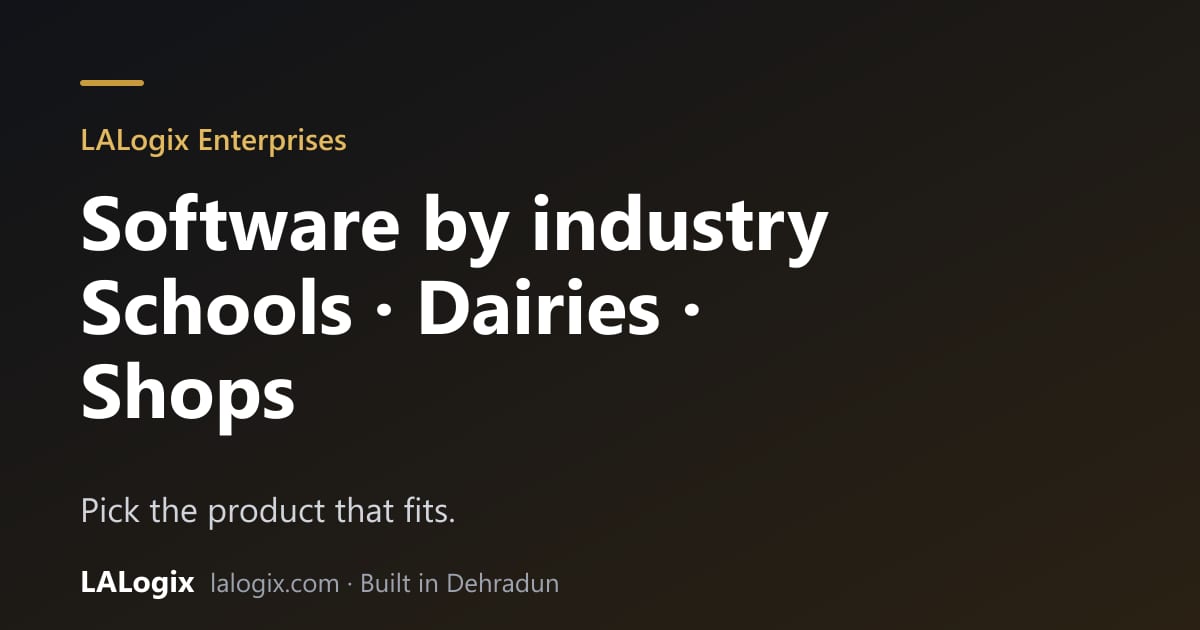 LALogix Enterprises
Software by industry
Schools · Dairies ·
Shops
Pick the product that fits.
LALogix lalogix.com · Built in Dehradun